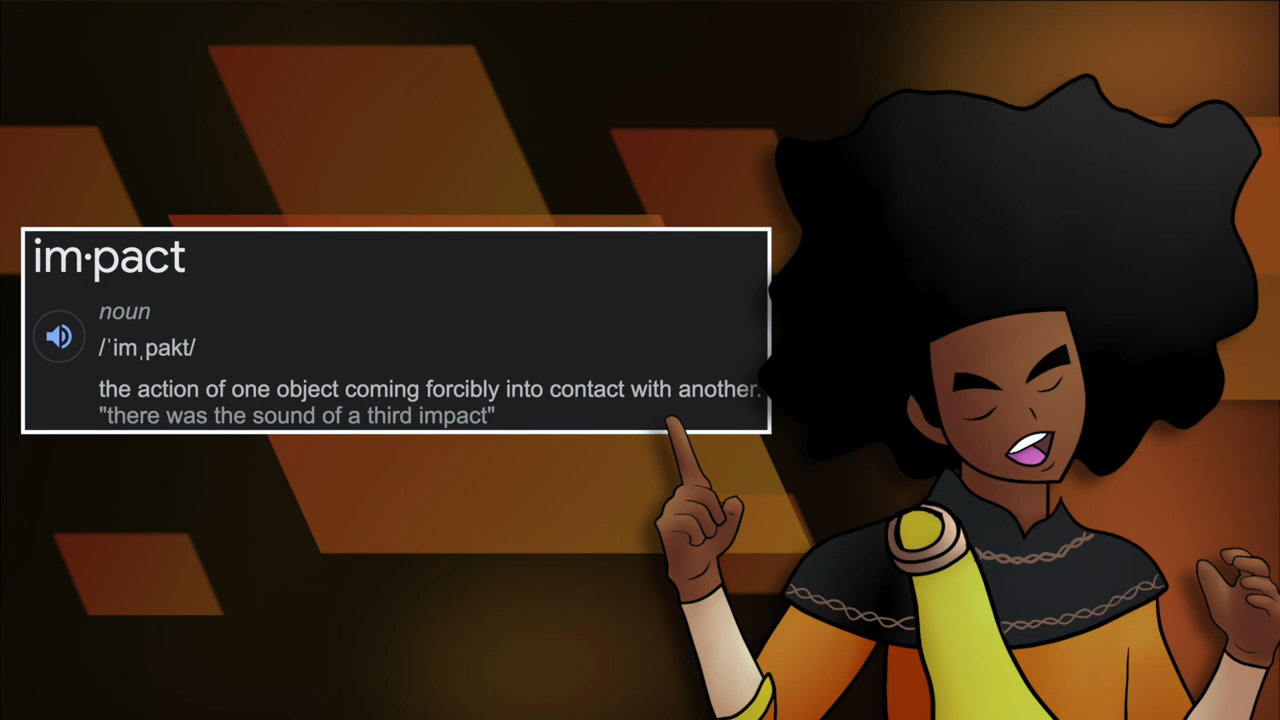 im·pact
noun
/ˈimˌpakt/
the action of one object coming forcibly into contact with another.
"there was the sound of a third impact"